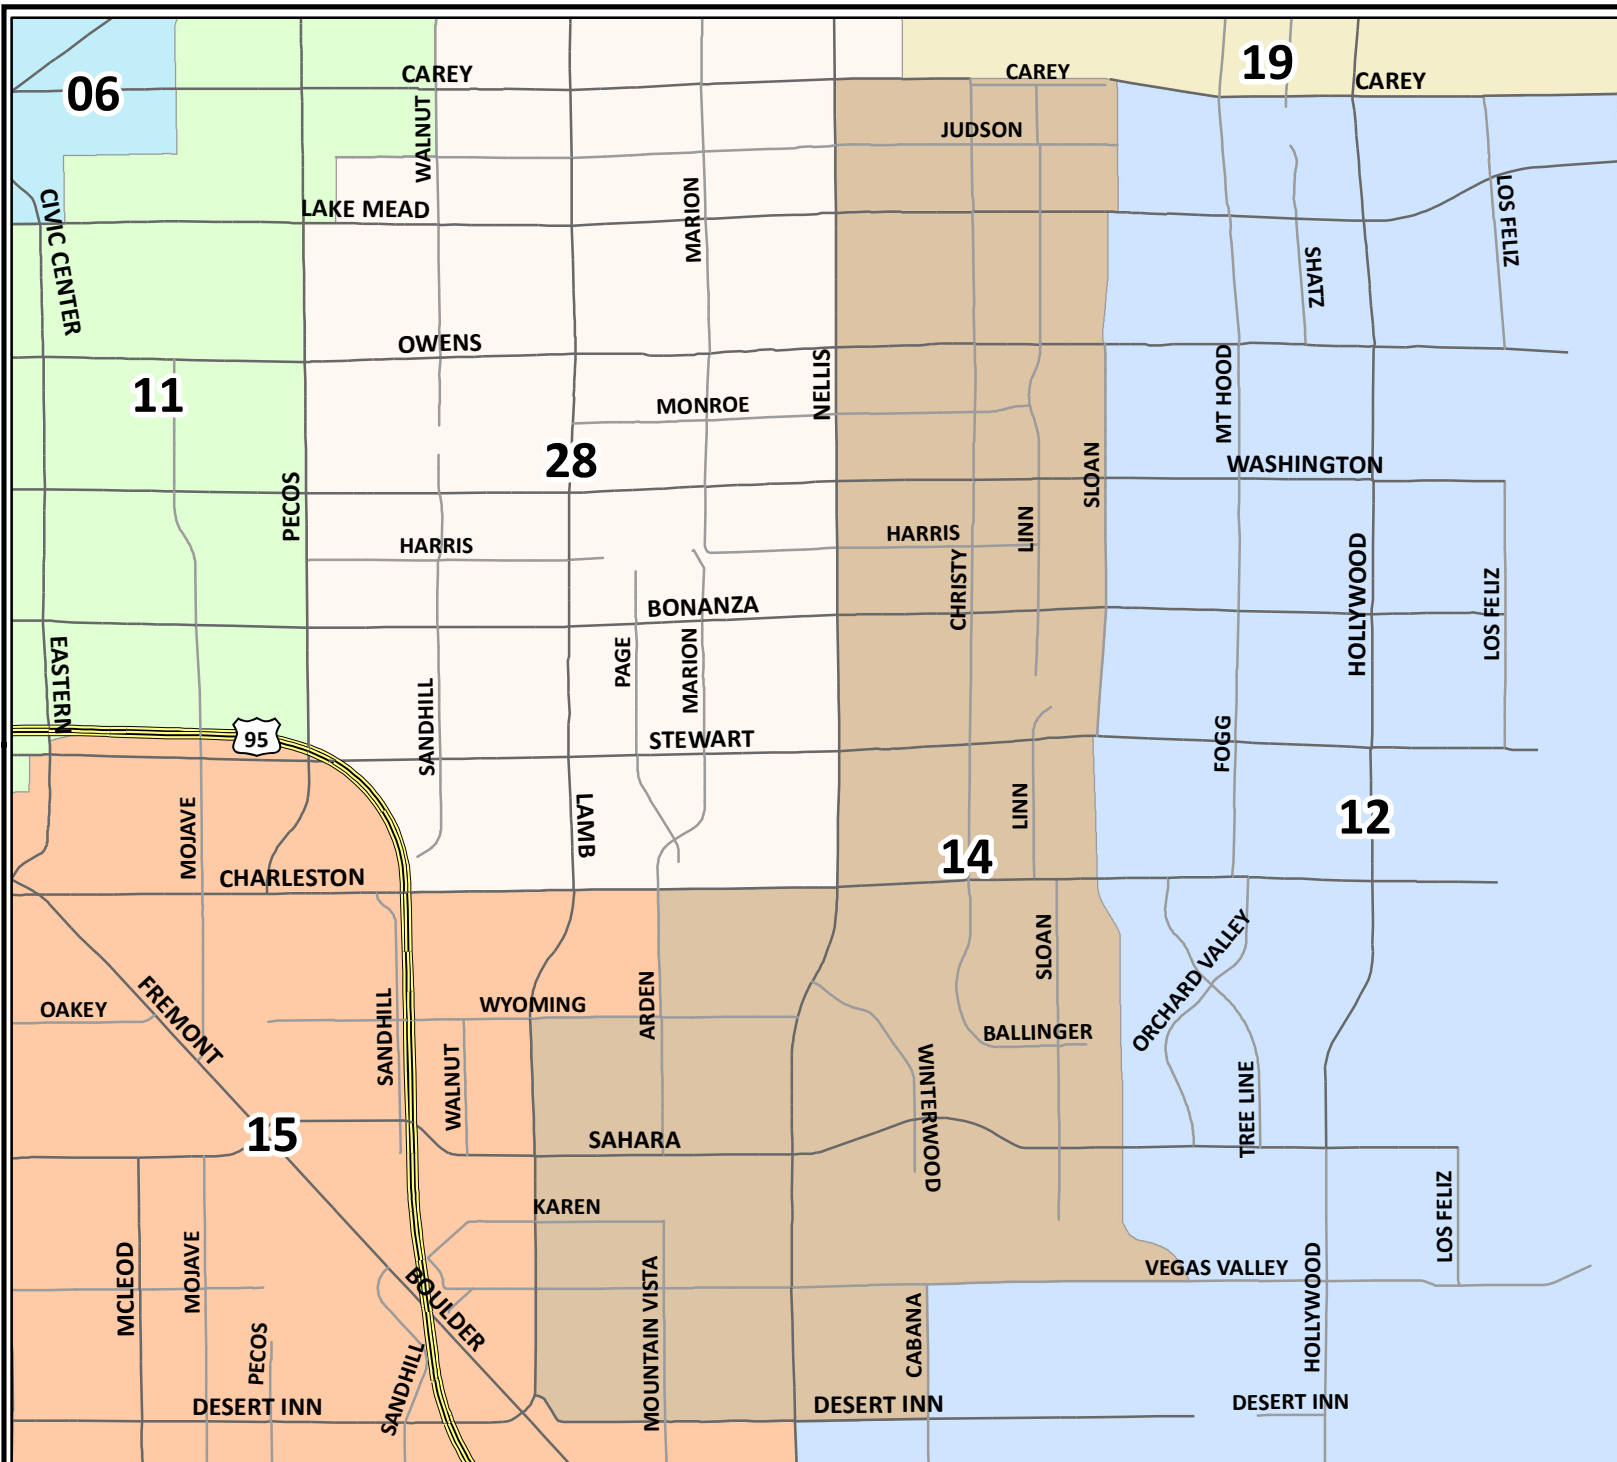 19
CAREY
CAREY
CAREY
06
WALNUT
JUDSON
MARION
LOS FELIZ
CIVIC CENTER
LAKE MEAD
SHATZ
OWENS
NELLIS
MT HOOD
11
MONROE
28
SLOAN
WASHINGTON
PECOS
HARRIS
HARRIS
LINN
CHRISTY
HOLLYWOOD
LOS FELIZ
BONANZA
EASTERN
PAGE
MARION
SANDHILL
95
STEWART
FOGG
MOJAVE
LAMB
LINN
12
14
CHARLESTON
SLOAN
ORCHARD VALLEY
OAKEY
FREMONT
SANDHILL
WYOMING
ARDEN
BALLINGER
WALNUT
WINTERWOOD
TREE LINE
15
SAHARA
KAREN
LOS FELIZ
MCLEOD
MOJAVE
BOULDER
MOUNTAIN VISTA
VEGAS VALLEY
HOLLYWOOD
CABANA
PECOS
SANDHILL
DESERT INN
DESERT INN
DESERT INN